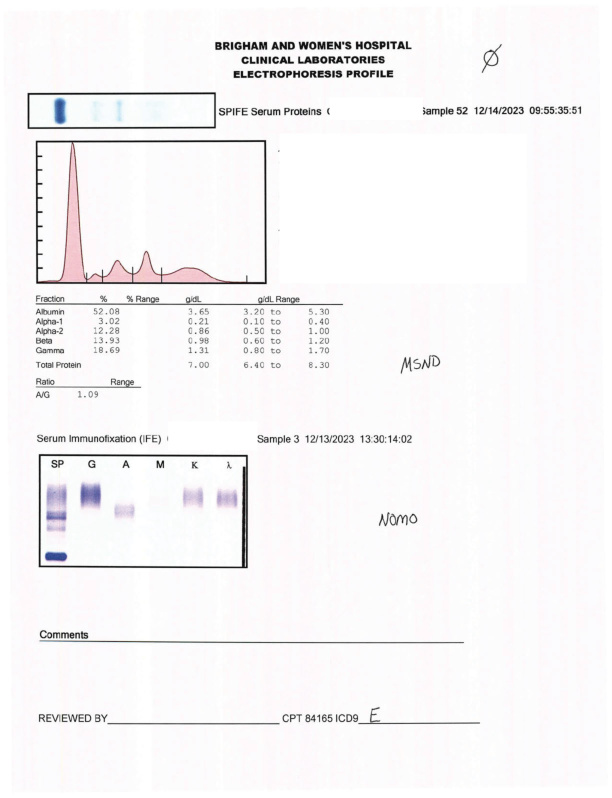 BRIGHAM AND WOMEN'S HOSPITAL
CLINICAL LABORATORIES
ELECTROPHORESIS PROFILE
Ø
SPIFE Serum Proteins ( Sample 52 12/14/2023 09:55:35:51
Fraction % % Range g/dL g/dL Range
Albumin 52.08 3.65 3.20 to 5.30
Alpha-1 3.02 0.21 0.10 to 0.40
Alpha-2 12.28 0.86 0.50 to 1.00
Beta 13.93 0.98 0.60 to 1.20
Gamma 18.69 1.31 0.80 to 1.70
Total Protein 7.00 6.40 to 8.30
MSND
Ratio Range
A/G 1.09
Serum Immunofixation (IFE) Sample 3 12/13/2023 13:30:14:02
SP G A M K λ
NOMO
Comments
REVIEWED BY CPT 84165 ICD9 E